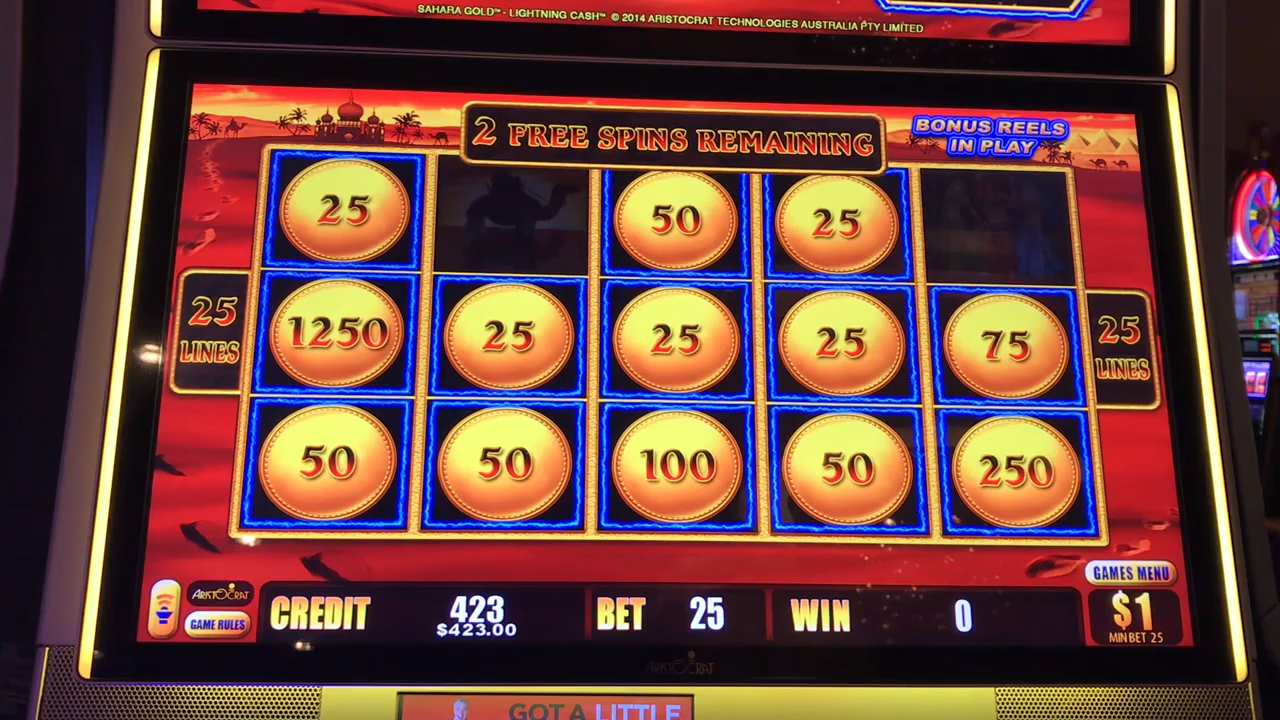 SAHARA GOLD™ - LIGHTNING CASH™ © 2014 ARISTOCRAT TECHNOLOGIES AUSTRALIA PTY LIMITED
2 FREE SPINS REMAINING
BONUS REELS
IN PLAY
25 50 25
25
LINES
1250 25 25 25 75
25
LINES
50 50 100 50 250
GAMES MENU
ARISTOCRAT
GAME RULES
CREDIT 423
$423.00
BET 25
WIN 0
$1
MIN BET 25
ARISTOCRAT
GOT A LITTLE